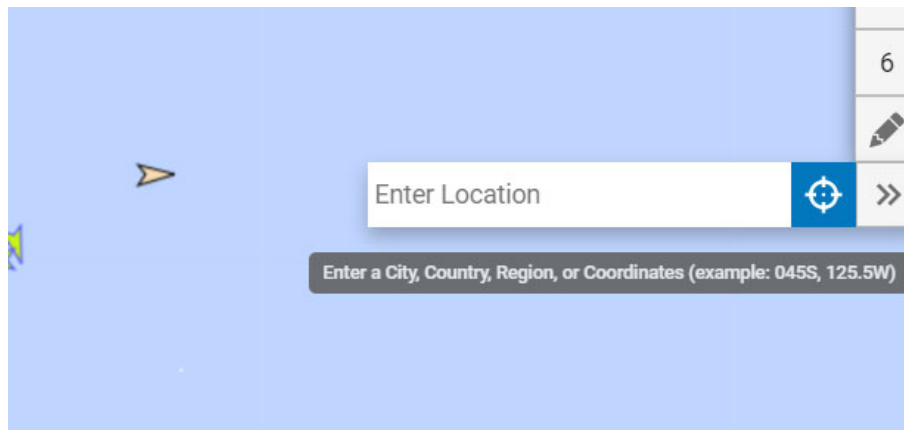 6
Enter Location
Enter a City, Country, Region, or Coordinates (example: 045S, 125.5W)